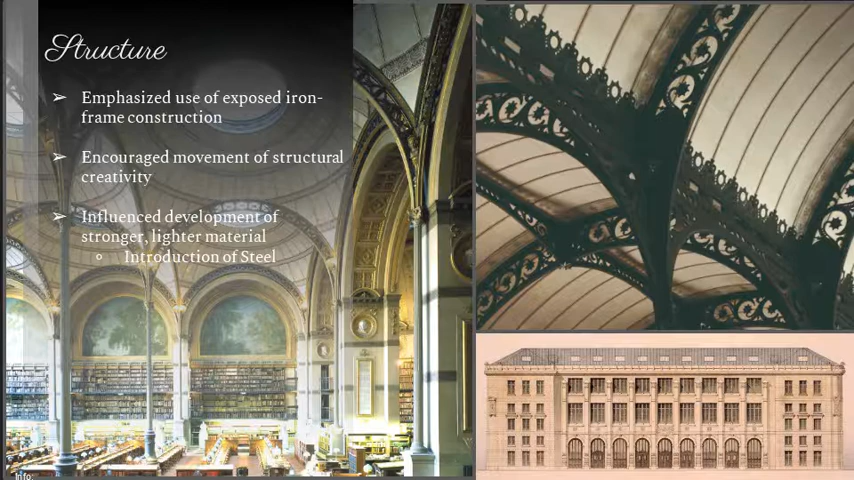 Structure
➢ Emphasized use of exposed iron-
frame construction
➢ Encouraged movement of structural
creativity
➢ Influenced development of
stronger, lighter material
○ Introduction of Steel
Info: